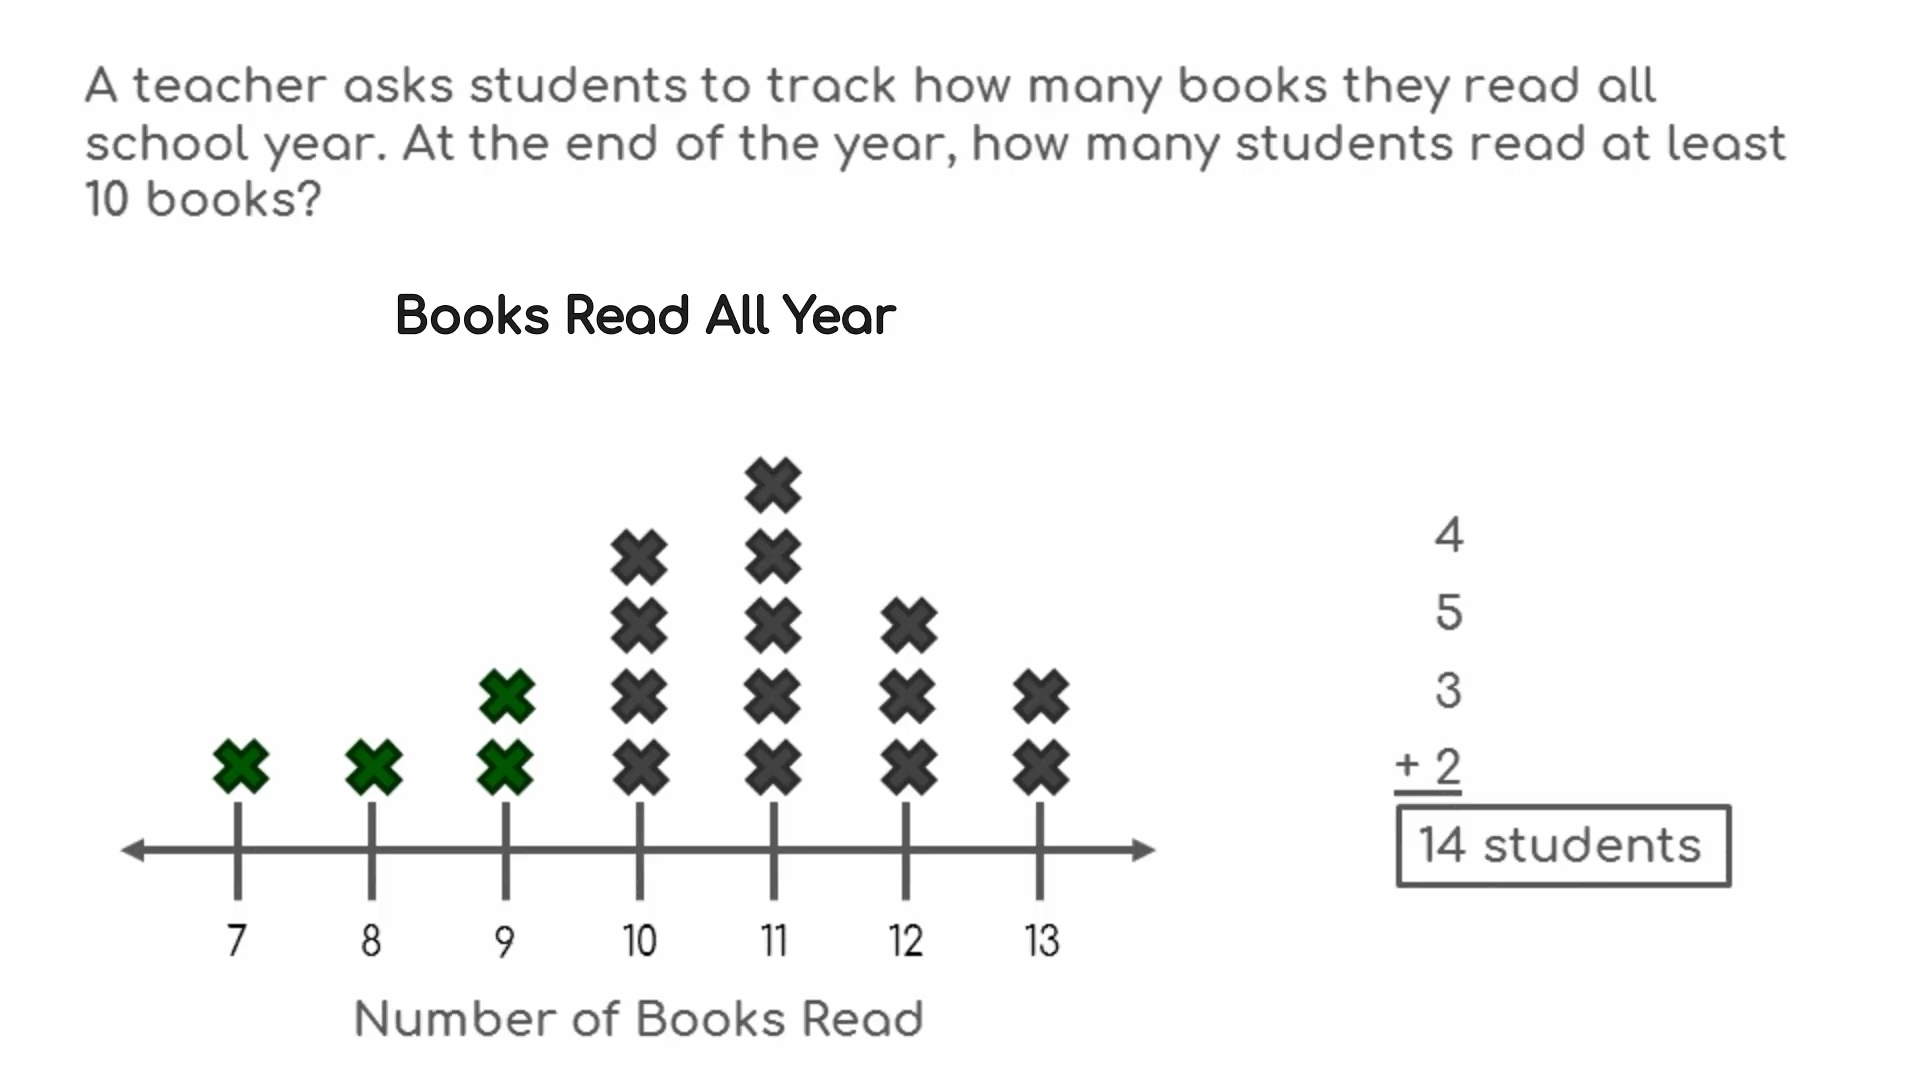 A teacher asks students to track how many books they read all
school year. At the end of the year, how many students read at least
10 books?
Books Read All Year
4
5
3
+ 2
14 students
7 8 9 10 11 12 13
Number of Books Read